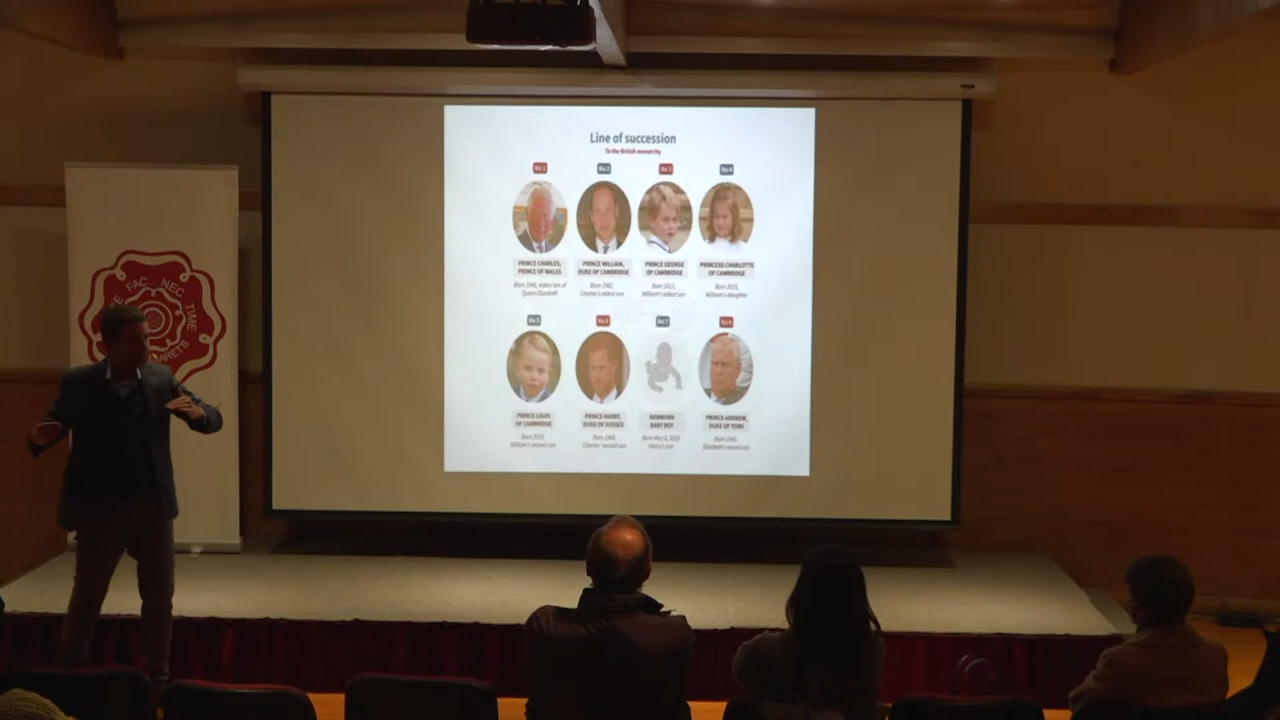 Line of succession
To the British monarchy
No 1
No 2
No 3
No 4
PRINCE CHARLES,
PRINCE OF WALES
Born 1948, eldest son of
Queen Elizabeth
PRINCE WILLIAM,
DUKE OF CAMBRIDGE
Born 1982,
Charles's eldest son
PRINCE GEORGE
OF CAMBRIDGE
Born 2013,
William's eldest son
PRINCESS CHARLOTTE
OF CAMBRIDGE
Born 2015,
William's daughter
No 5
No 6
No 7
No 8
PRINCE LOUIS
OF CAMBRIDGE
Born 2018,
William's second son
PRINCE HARRY,
DUKE OF SUSSEX
Born 1984,
Charles' second son
NEWBORN
BABY BOY
Born May 6, 2019
Harry's son
PRINCE ANDREW,
DUKE OF YORK
Born 1960,
Elizabeth's second son
FAC. NEC TIME